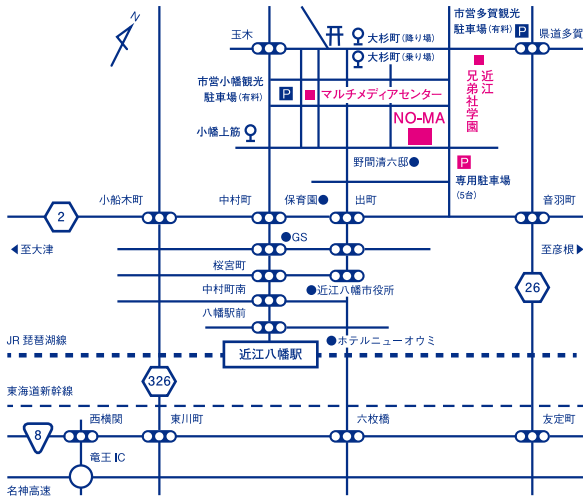 N
玉木
大杉町（降り場）
市営多賀観光
駐車場（有料）
P
県道多賀
大杉町（乗り場）
市営小幡観光
駐車場（有料）
P
マルチメディアセンター
近江
兄弟社学園
NO-MA
小幡上筋
野間清六邸
P
専用駐車場
（5台）
小船木町
中村町
保育園
出町
音羽町
2
GS
至大津
至彦根
桜宮町
26
中村町南
近江八幡市役所
八幡駅前
JR 琵琶湖線
ホテルニューオウミ
近江八幡駅
326
東海道新幹線
西横関
東川町
六枚橋
友定町
8
竜王 IC
名神高速